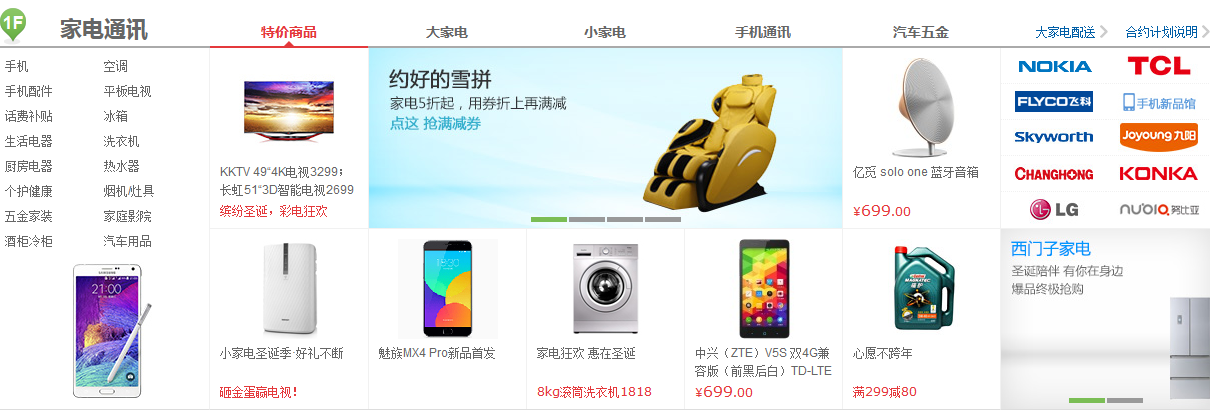 1F
家电通讯
特价商品
大家电
小家电
手机通讯
汽车五金
大家电配送
合约计划说明
手机
空调
手机配件
平板电视
话费补贴
冰箱
生活电器
洗衣机
厨房电器
热水器
个护健康
烟机/灶具
五金家装
家庭影院
酒柜冷柜
汽车用品
21:00
KKTV 49"4K电视3299;
长虹51"3D智能电视2699
缤纷圣诞，彩电狂欢
约好的雪拼
家电5折起，用券折上再满减
点这 抢满减券
亿觅 solo one 蓝牙音箱
¥699.00
NOKIA
TCL
FLYCO飞科
手机新品馆
Skyworth
Joyoung九阳
CHANGHONG
KONKA
LG
nubia 努比亚
小家电圣诞季·好礼不断
砸金蛋赢电视！
魅族MX4 Pro新品首发
家电狂欢 惠在圣诞
8kg滚筒洗衣机1818
中兴（ZTE）V5S 双4G兼
容版（前黑后白）TD-LTE
¥699.00
Castrol
MAGNATEC
磁护
心愿不跨年
满299减80
西门子家电
圣诞陪伴 有你在身边
爆品终极抢购